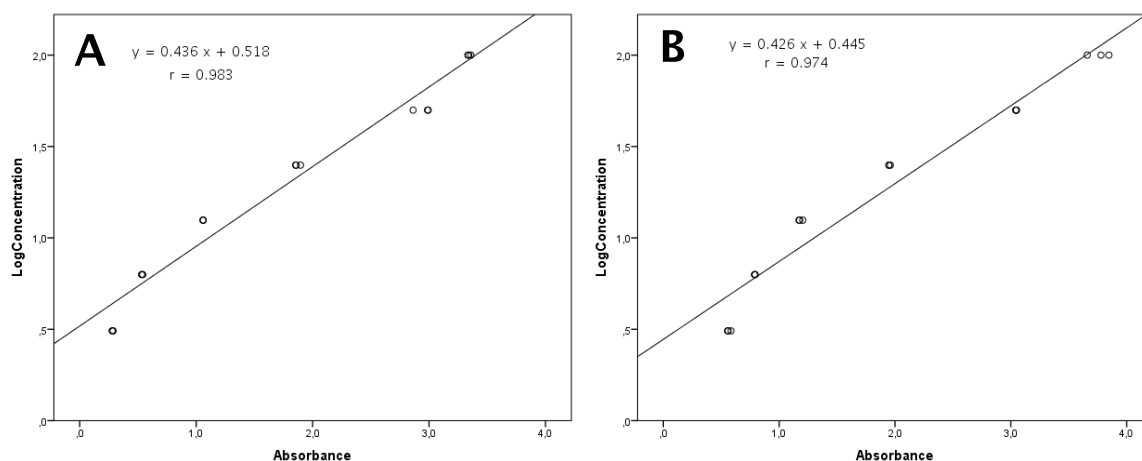 A
y = 0.436 x + 0.518
r = 0.983
LogConcentration
2,0
1,5
1,0
,5
,0
,0 1,0 2,0 3,0 4,0
Absorbance
B
y = 0.426 x + 0.445
r = 0.974
LogConcentration
2,0
1,5
1,0
,5
,0
,0 1,0 2,0 3,0 4,0
Absorbance